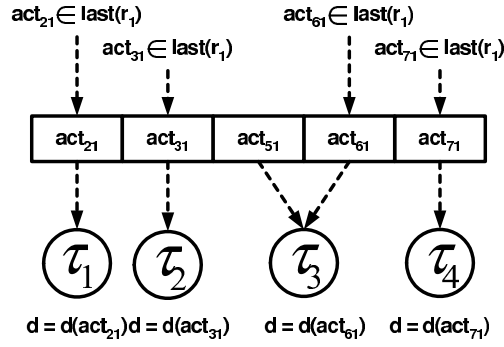 act₂₁∈ last(r₁) act₆₁∈ last(r₁)
act₃₁∈ last(r₁) act₇₁∈ last(r₁)
act₂₁ act₃₁ act₅₁ act₆₁ act₇₁
τ₁ τ₂ τ₃ τ₄
d = d(act₂₁) d = d(act₃₁) d = d(act₆₁) d = d(act₇₁)